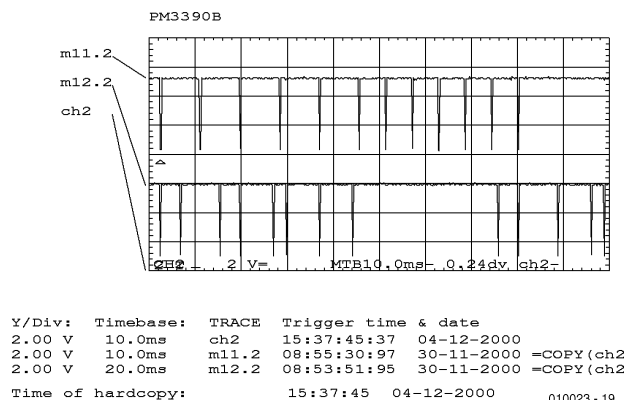 PM3390B
m11.2
m12.2
ch2
2 V= MTB10.0ms- 0.24dv ch2-
Y/Div: Timebase: TRACE Trigger time & date
2.00 V 10.0ms ch2 15:37:45:37 04-12-2000
2.00 V 10.0ms m11.2 08:55:30:97 30-11-2000 =COPY(ch2
2.00 V 20.0ms m12.2 08:53:51:95 30-11-2000 =COPY(ch2
Time of hardcopy: 15:37:45 04-12-2000
010023 - 19